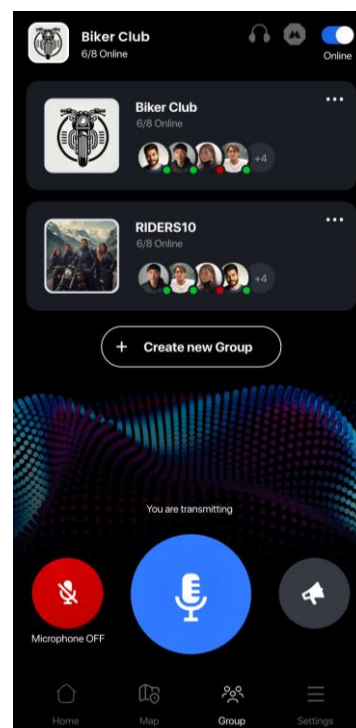 Biker Club
6/8 Online
Online
Biker Club
6/8 Online
+4
RIDERS10
6/8 Online
+4
+ Create new Group
You are transmitting
Microphone OFF
Home Map Group Settings